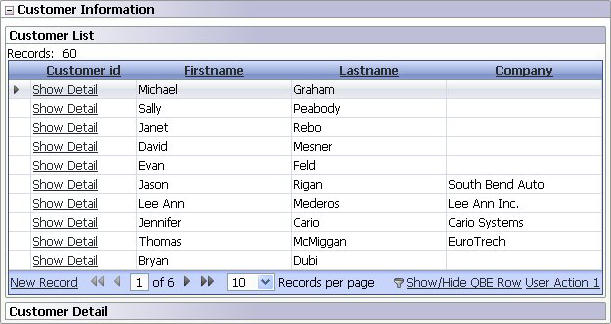 Customer Information
Customer List
Records: 60
Customer id Firstname Lastname Company
Show Detail Michael Graham
Show Detail Sally Peabody
Show Detail Janet Rebo
Show Detail David Mesner
Show Detail Evan Feld
Show Detail Jason Rigan South Bend Auto
Show Detail Lee Ann Mederos Lee Ann Inc.
Show Detail Jennifer Cario Cario Systems
Show Detail Thomas McMiggan EuroTrech
Show Detail Bryan Dubi
New Record 1 of 6 10 Records per page Show/Hide QBE Row User Action 1
Customer Detail